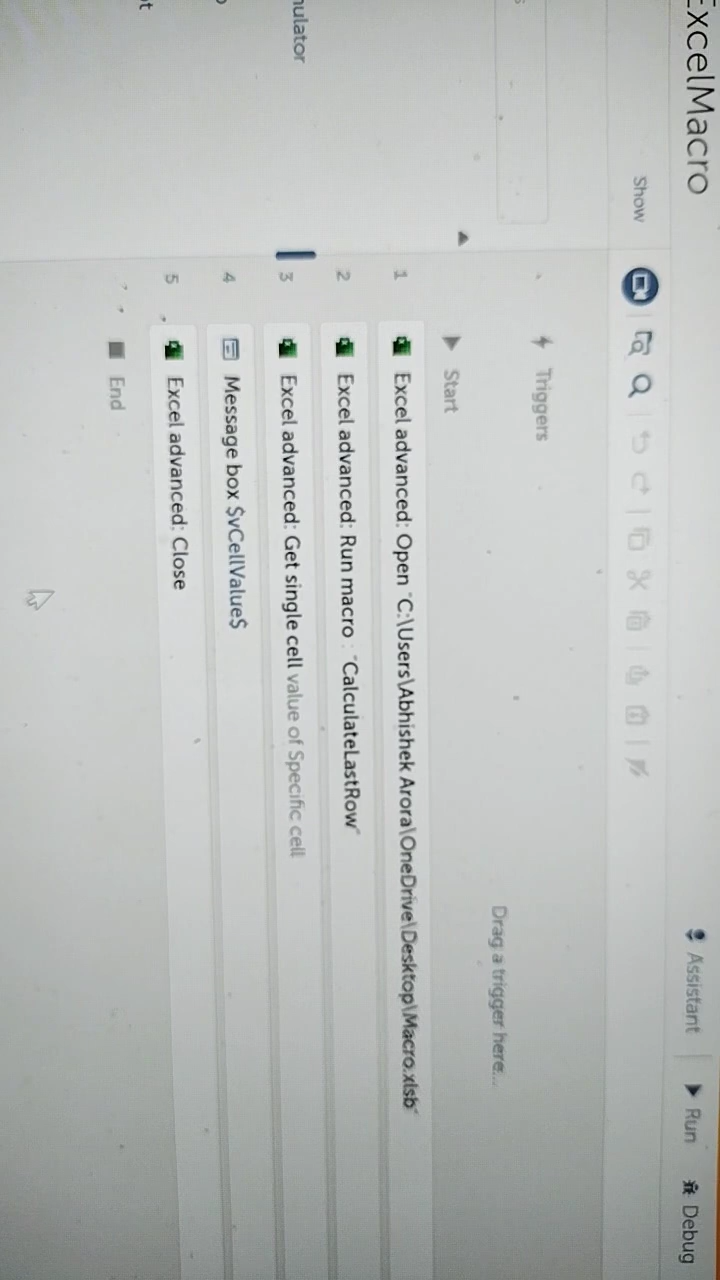 ExcelMacro
Assistant
Run
Debug
Show
Triggers
Drag a trigger here...
Start
1 Excel advanced: Open "C:\Users\Abhishek Arora\OneDrive\Desktop\Macro.xlsb"
2 Excel advanced: Run macro : "CalculateLastRow"
3 Excel advanced: Get single cell value of Specific cell
4 Message box $vCellValue$
5 Excel advanced: Close
End